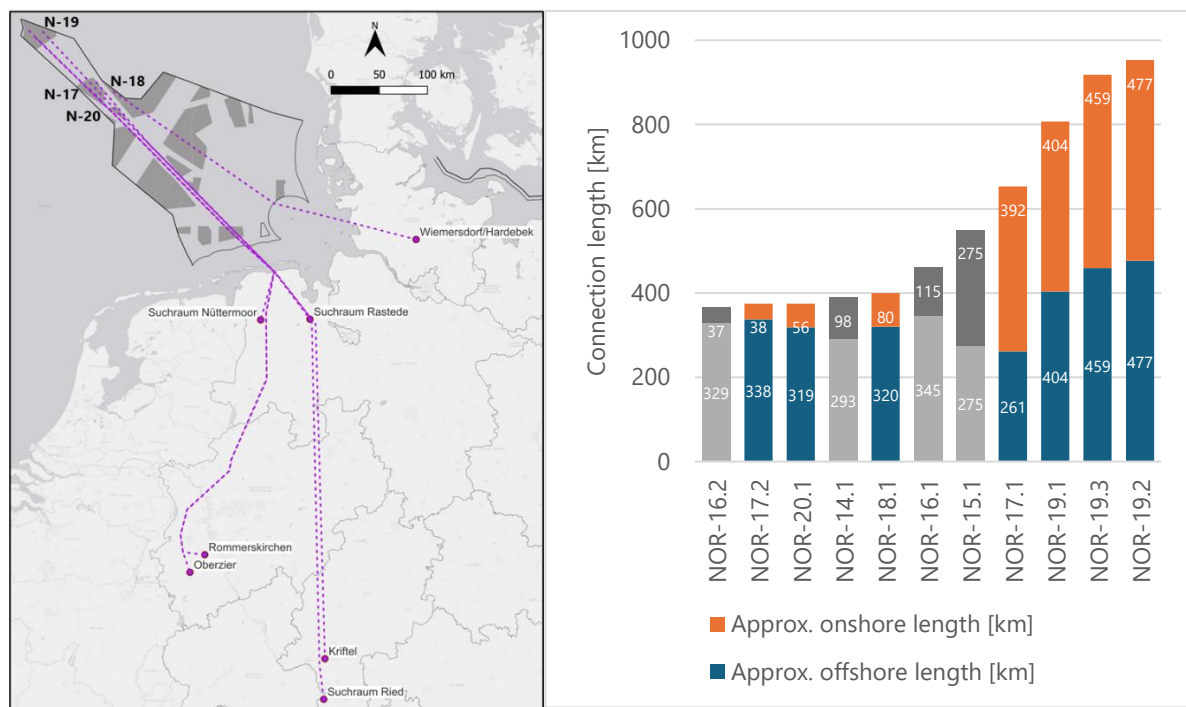 N-19
N-18
N-17
N-20
N
0 50 100 km
Wiemersdorf/Hardebek
Suchraum Nüttermoor
Suchraum Rastede
Rommerskirchen
Oberzier
Kriftel
Suchraum Ried
Connection length [km]
1000
800
600
400
200
0
37
329
38
338
56
319
98
293
80
320
115
345
275
275
392
261
404
404
459
459
477
477
NOR-16.2
NOR-17.2
NOR-20.1
NOR-14.1
NOR-18.1
NOR-16.1
NOR-15.1
NOR-17.1
NOR-19.1
NOR-19.3
NOR-19.2
Approx. onshore length [km]
Approx. offshore length [km]